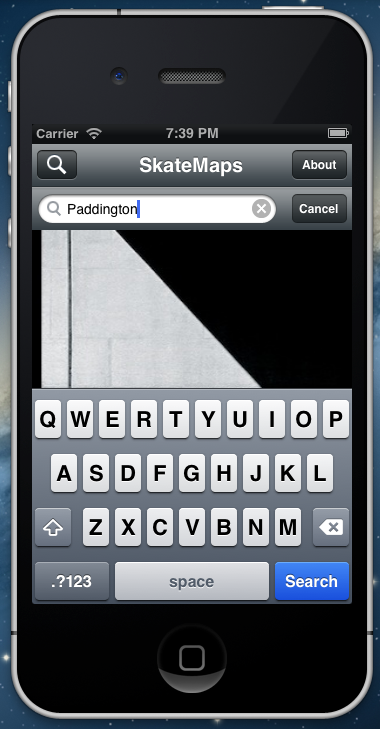 Carrier 7:39 PM
SkateMaps About
Paddington Cancel
Q W E R T Y U I O P
A S D F G H J K L
Z X C V B N M
.?123 space Search